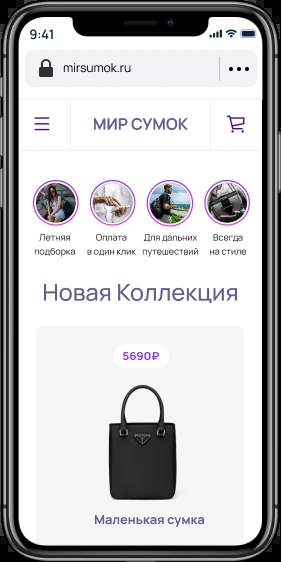 9:41
mirsumok.ru
МИР СУМОК
Летняя подборка
Оплата в один клик
Для дальних путешествий
Всегда на стиле
Новая Коллекция
5690₽
Маленькая сумка